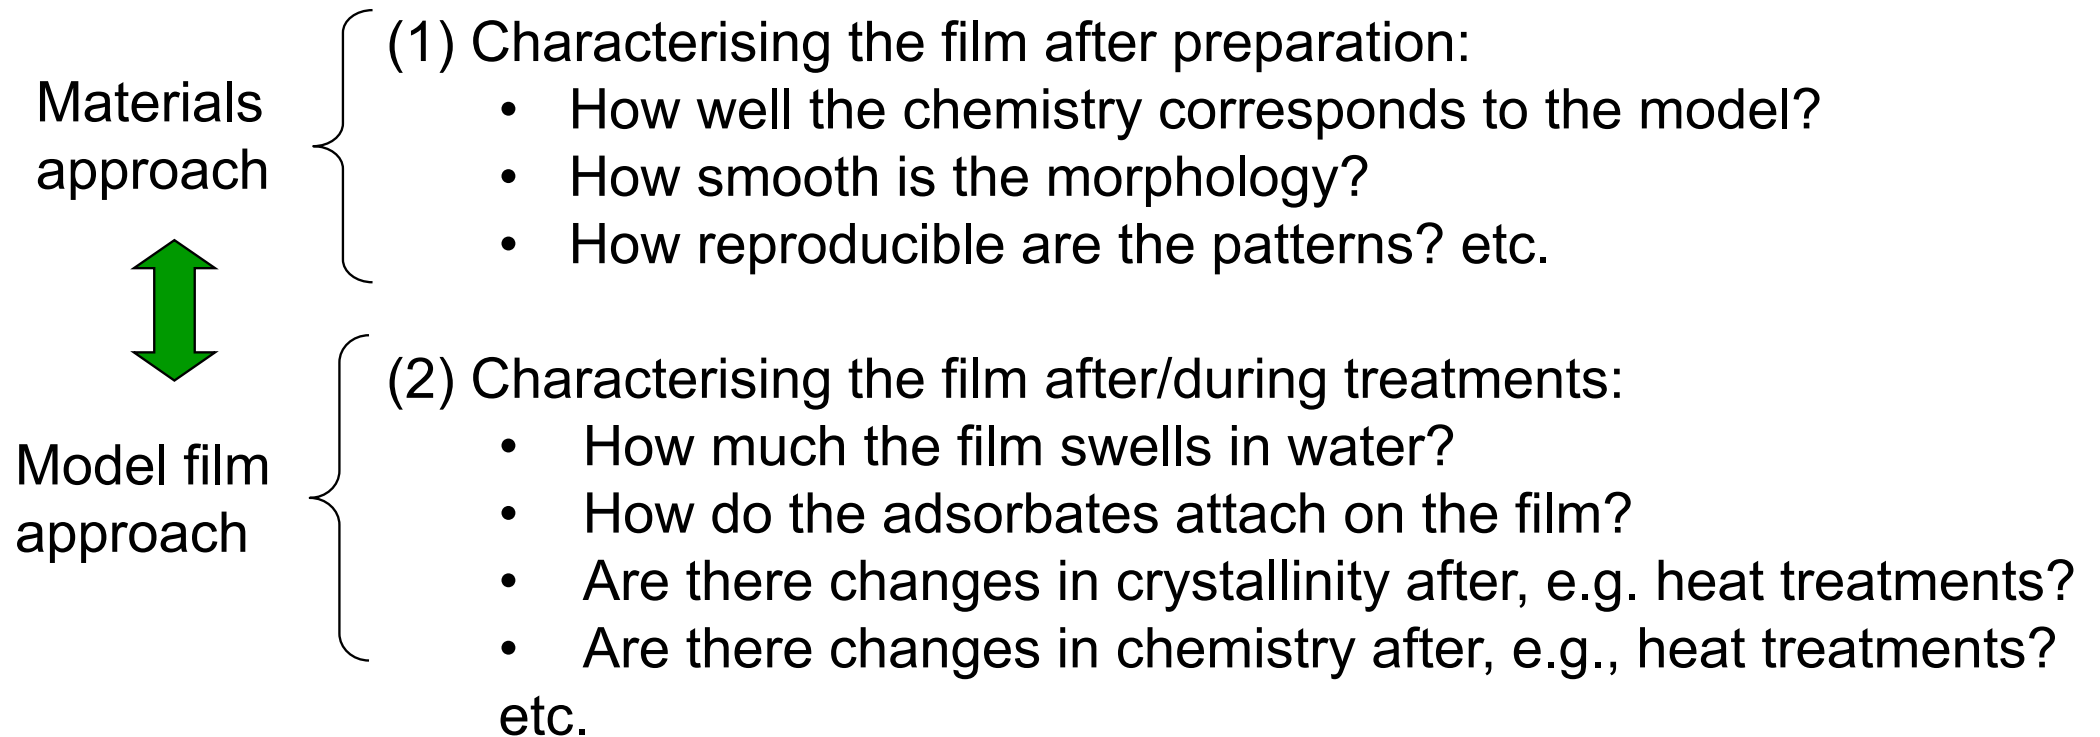 Materials
approach
(1) Characterising the film after preparation:
• How well the chemistry corresponds to the model?
• How smooth is the morphology?
• How reproducible are the patterns? etc.
Model film
approach
(2) Characterising the film after/during treatments:
• How much the film swells in water?
• How do the adsorbates attach on the film?
• Are there changes in crystallinity after, e.g. heat treatments?
• Are there changes in chemistry after, e.g., heat treatments?
etc.